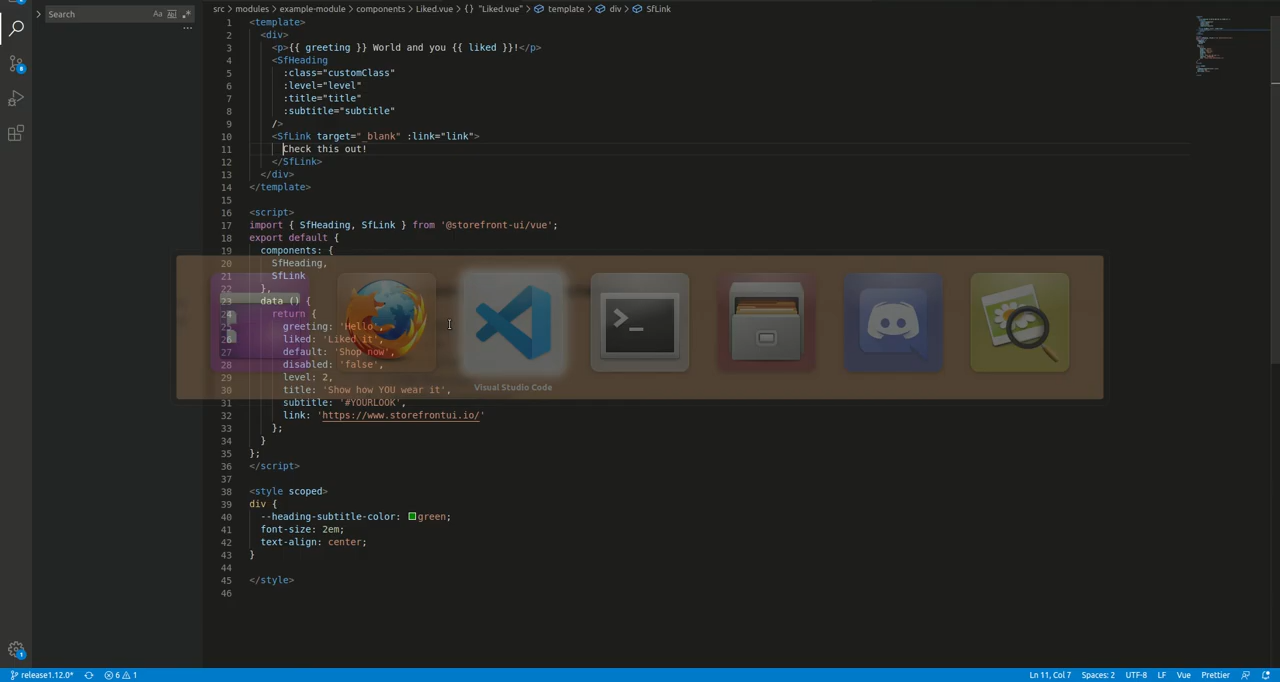 src > modules > example-module > components > Liked.vue > {} "Liked.vue" > template > div > SfLink
Search
Aa
Abl
.*
...
1 <template>
2 <div>
3 <p>{{ greeting }} World and you {{ liked }}!</p>
4 <SfHeading
5 :class="customClass"
6 :level="level"
7 :title="title"
8 :subtitle="subtitle"
9 />
10 <SfLink target="_blank" :link="link">
11 Check this out!
12 </SfLink>
13 </div>
14 </template>
15
16 <script>
17 import { SfHeading, SfLink } from '@storefront-ui/vue';
18 export default {
19 components: {
20 SfHeading,
21 SfLink
22 },
23 data () {
24 return {
25 greeting: 'Hello',
26 liked: 'Liked it',
27 default: 'Shop now',
28 disabled: 'false',
29 level: 2,
30 title: 'Show how YOU wear it',
31 subtitle: '#YOURLOOK',
32 link: 'https://www.storefrontui.io/'
33 };
34 }
35 };
36 </script>
37
38 <style scoped>
39 div {
40 --heading-subtitle-color: green;
41 font-size: 2em;
42 text-align: center;
43 }
44
45 </style>
46
Visual Studio Code
8
1
release1.12.0*
6
1
Ln 11, Col 7
Spaces: 2
UTF-8
LF
Vue
Prettier